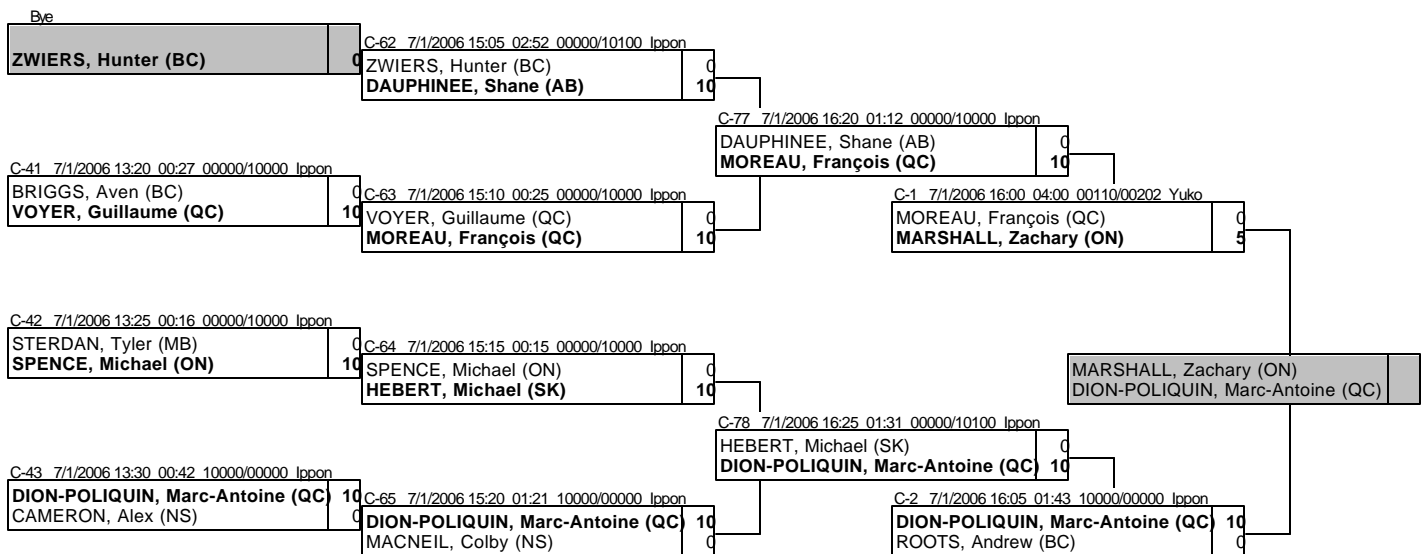 Bye
ZWIERS, Hunter (BC) 0
C-62 7/1/2006 15:05 02:52 00000/10100 Ippon
ZWIERS, Hunter (BC) 0
DAUPHINEE, Shane (AB) 10
C-77 7/1/2006 16:20 01:12 00000/10000 Ippon
DAUPHINEE, Shane (AB) 0
MOREAU, François (QC) 10
C-41 7/1/2006 13:20 00:27 00000/10000 Ippon
BRIGGS, Aven (BC) 0
VOYER, Guillaume (QC) 10
C-63 7/1/2006 15:10 00:25 00000/10000 Ippon
VOYER, Guillaume (QC) 0
MOREAU, François (QC) 10
C-1 7/1/2006 16:00 04:00 00110/00202 Yuko
MOREAU, François (QC) 0
MARSHALL, Zachary (ON) 5
C-42 7/1/2006 13:25 00:16 00000/10000 Ippon
STERDAN, Tyler (MB) 0
SPENCE, Michael (ON) 10
C-64 7/1/2006 15:15 00:15 00000/10000 Ippon
SPENCE, Michael (ON) 0
HEBERT, Michael (SK) 10
MARSHALL, Zachary (ON)
DION-POLIQUIN, Marc-Antoine (QC)
C-78 7/1/2006 16:25 01:31 00000/10100 Ippon
HEBERT, Michael (SK) 0
DION-POLIQUIN, Marc-Antoine (QC) 10
C-43 7/1/2006 13:30 00:42 10000/00000 Ippon
DION-POLIQUIN, Marc-Antoine (QC) 10
CAMERON, Alex (NS) 0
C-65 7/1/2006 15:20 01:21 10000/00000 Ippon
DION-POLIQUIN, Marc-Antoine (QC) 10
MACNEIL, Colby (NS) 0
C-2 7/1/2006 16:05 01:43 10000/00000 Ippon
DION-POLIQUIN, Marc-Antoine (QC) 10
ROOTS, Andrew (BC) 0